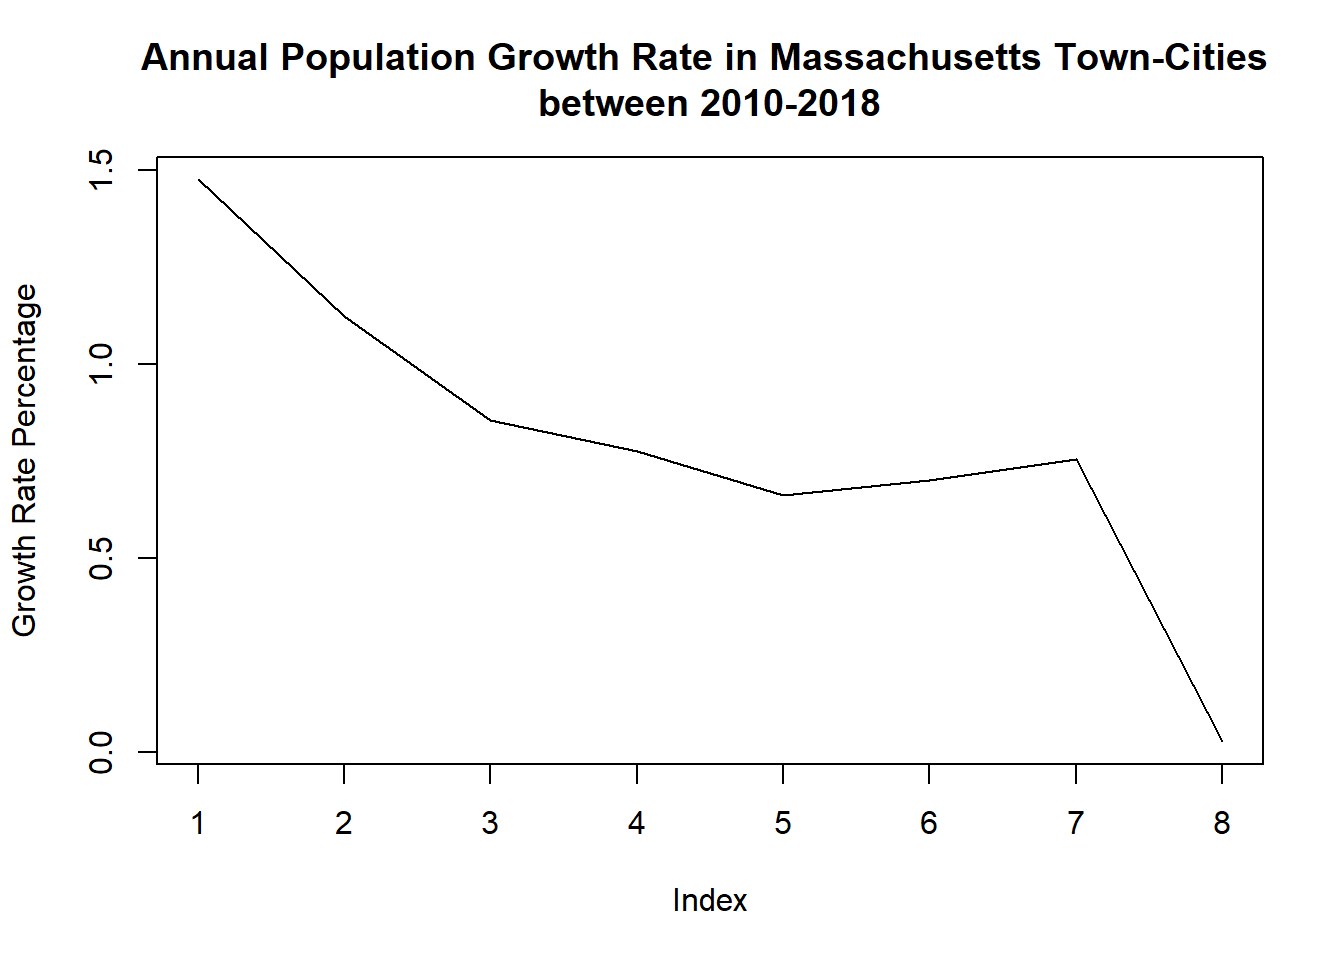 Annual Population Growth Rate in Massachusetts Town-Cities
between 2010-2018
Growth Rate Percentage
1.5
1.0
0.5
0.0
1 2 3 4 5 6 7 8
Index